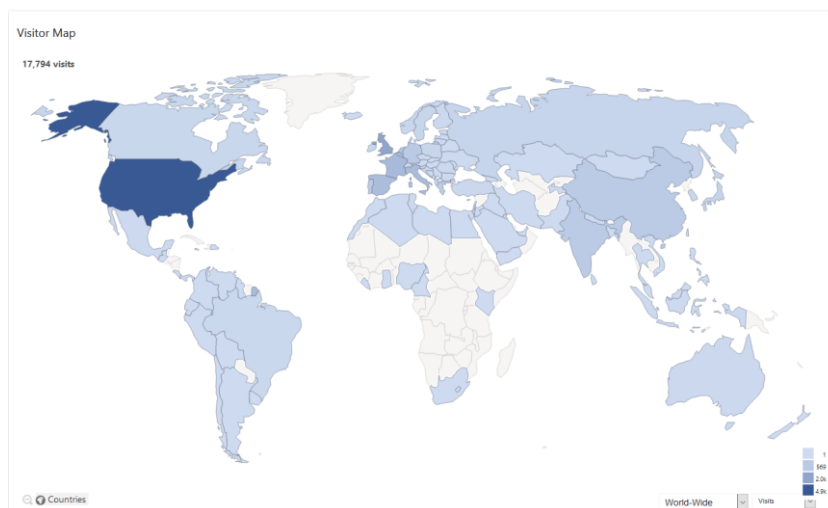 Visitor Map
17,794 visits
1
569
2.0k
4.9k
Countries
World-Wide
Visits